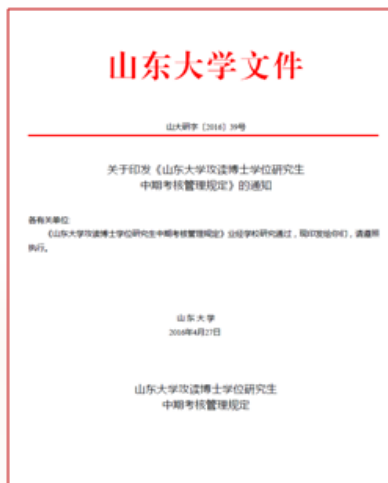 山东大学文件
山大研字〔2016〕39号
关于印发《山东大学攻读博士学位研究生
中期考核管理规定》的通知
各有关单位:
《山东大学攻读博士学位研究生中期考核管理规定》业经学校研究通过，现印发给你们，请遵照
执行。
山东大学
2016年4月27日
山东大学攻读博士学位研究生
中期考核管理规定